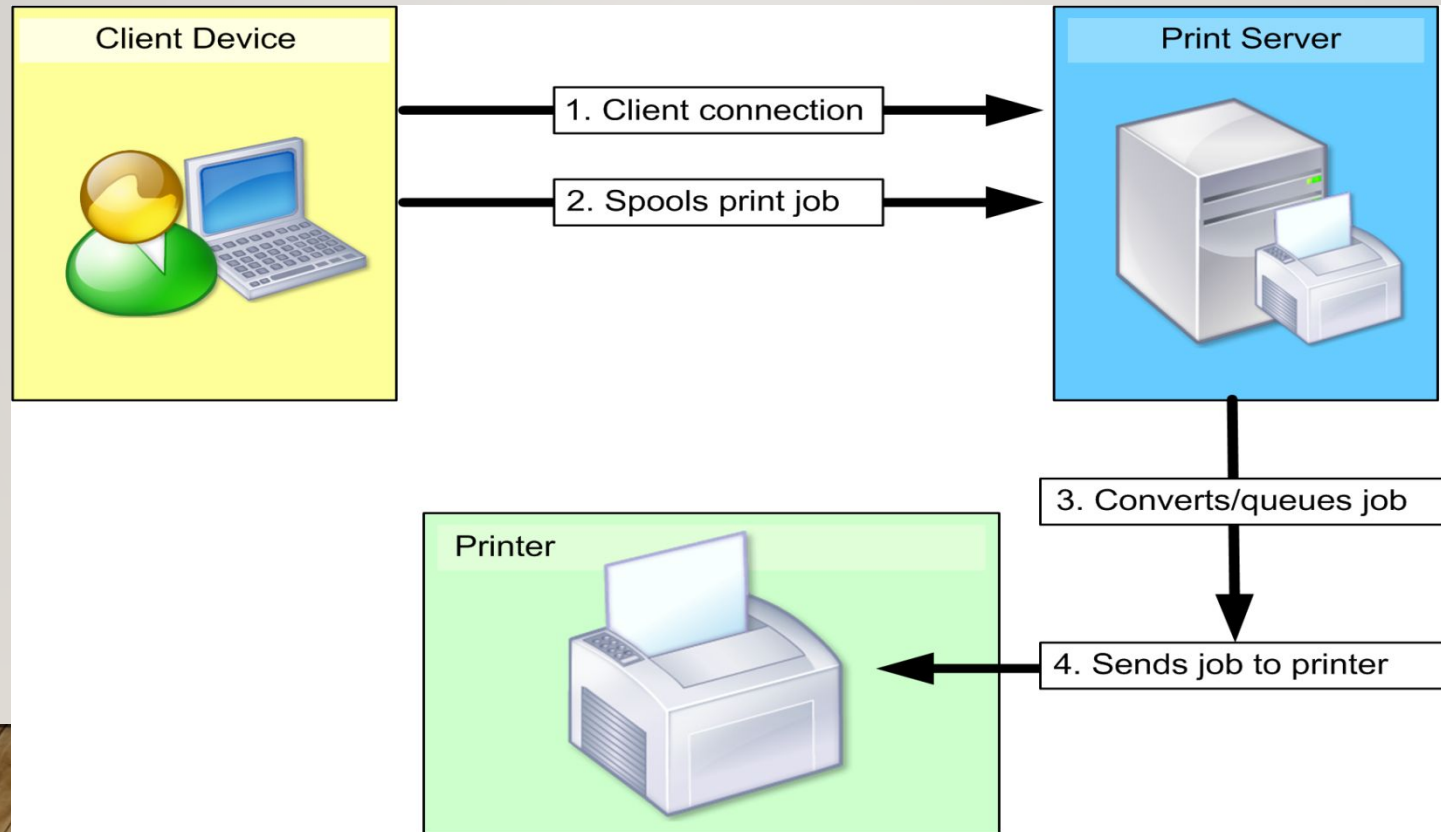 Client Device
Print Server
1. Client connection
2. Spools print job
3. Converts/queues job
4. Sends job to printer
Printer